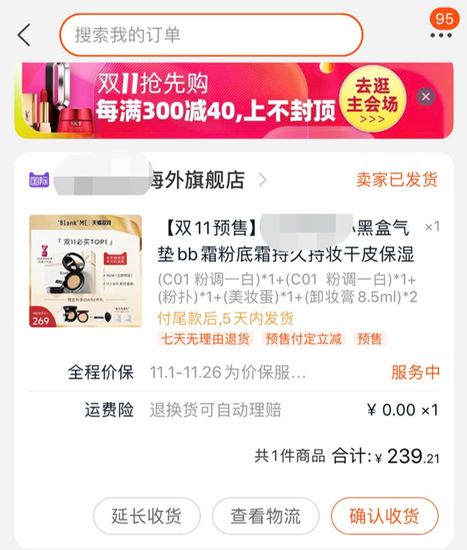 95
搜索我的订单
双11抢先购
每满300减40,上不封顶
去逛
主会场
国际
海外旗舰店
卖家已发货
'Blank' ME
天猫双11
「双11必买TOP1」
269
【双11预售】
小黑盒气
×1
垫bb霜粉底霜持久持妆干皮保湿
(C01 粉调一白)*1+(C01 粉调一白)*1+
(粉扑)*1+(美妆蛋)*1+(卸妆膏8.5ml)*2
付尾款后,5天内发货
七天无理由退货
预售付定立减
预售
全程价保
11.1-11.26为价保服...
服务中
运费险
退换货可自动理赔
¥ 0.00 ×1
共1件商品 合计:¥ 239.21
延长收货
查看物流
确认收货